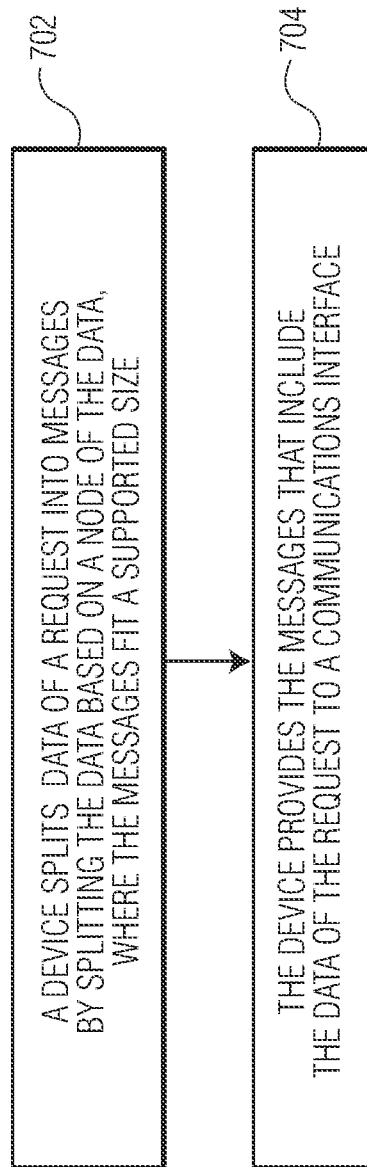 A DEVICE SPLITS DATA OF A REQUEST INTO MESSAGES
BY SPLITTING THE DATA BASED ON A NODE OF THE DATA,
WHERE THE MESSAGES FIT A SUPPORTED SIZE
702
THE DEVICE PROVIDES THE MESSAGES THAT INCLUDE
THE DATA OF THE REQUEST TO A COMMUNICATIONS INTERFACE
704